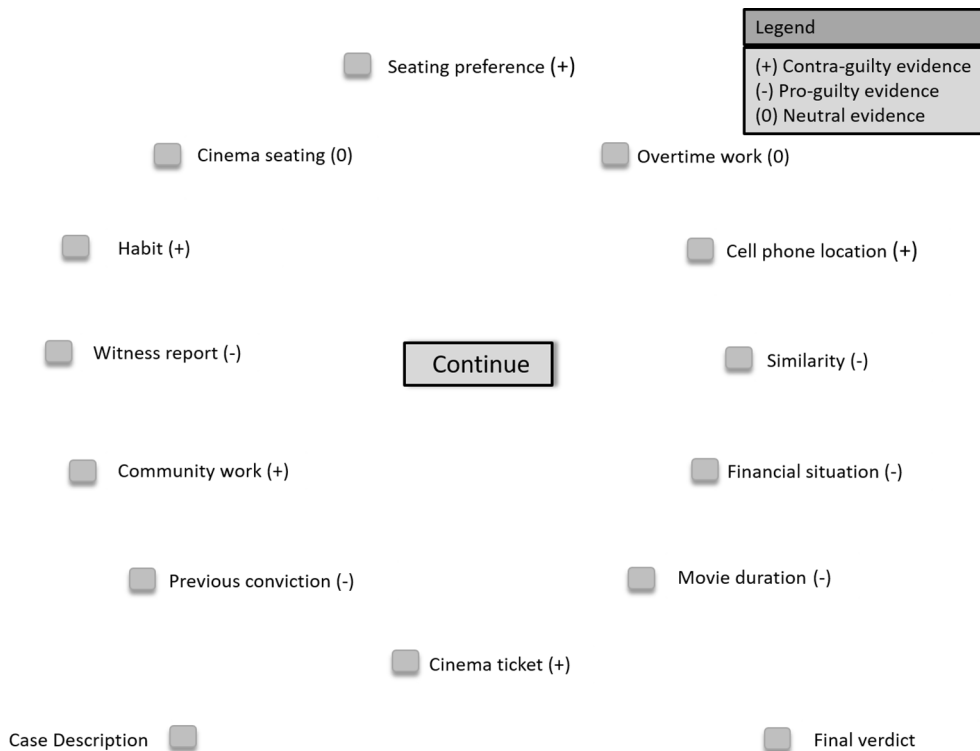 Legend
(+) Contra-guilty evidence
(-) Pro-guilty evidence
(0) Neutral evidence
Seating preference (+)
Cinema seating (0)
Overtime work (0)
Habit (+)
Cell phone location (+)
Witness report (-)
Continue
Similarity (-)
Community work (+)
Financial situation (-)
Previous conviction (-)
Movie duration (-)
Cinema ticket (+)
Case Description
Final verdict